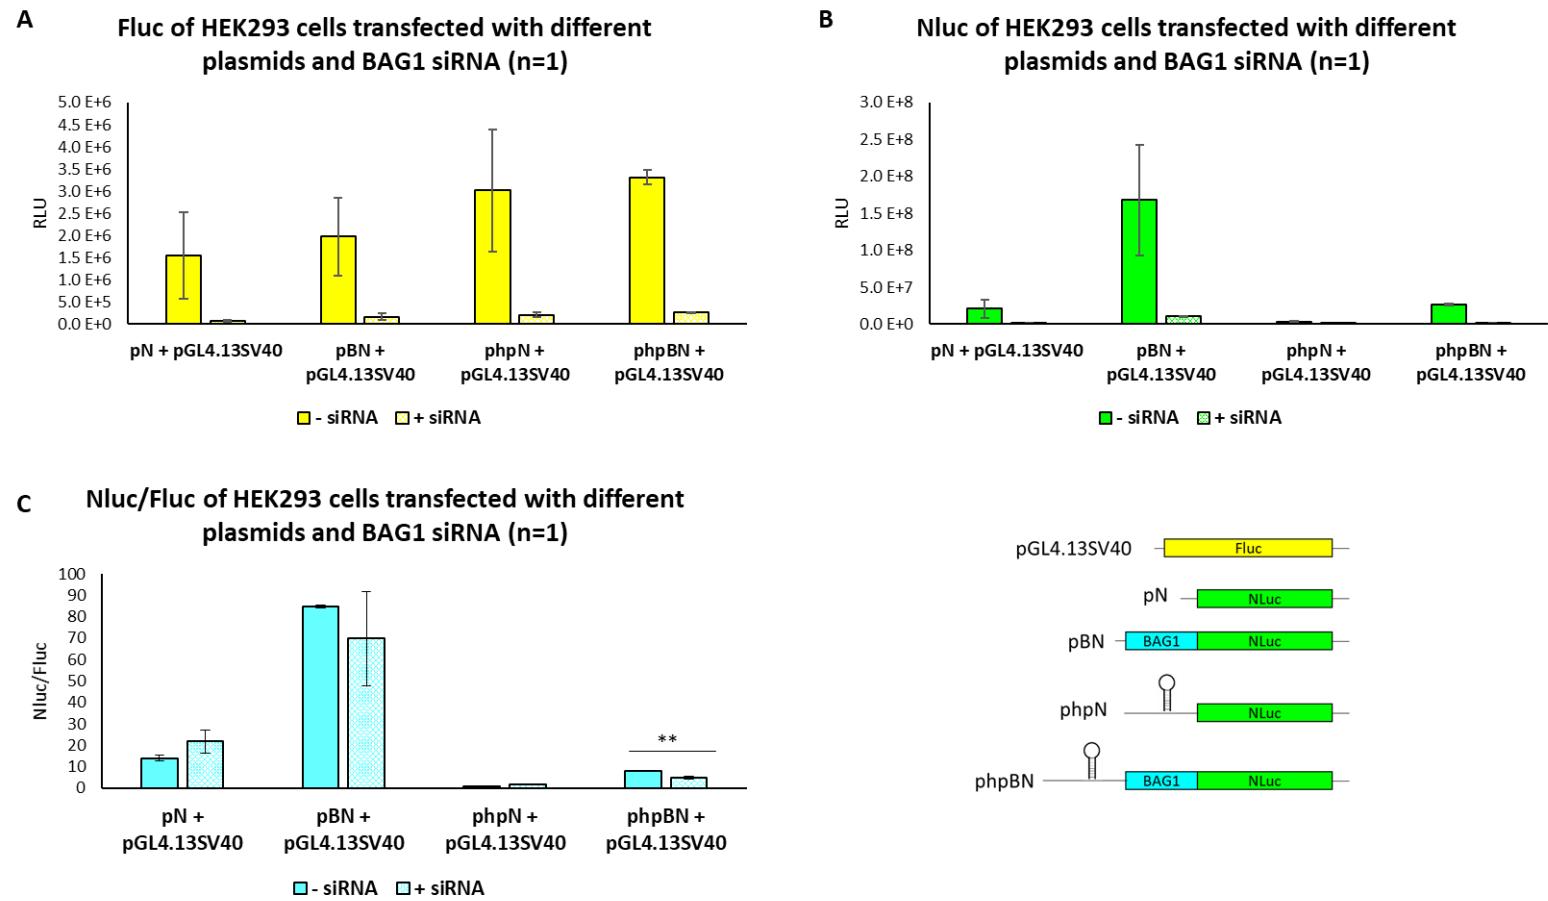 A
Fluc of HEK293 cells transfected with different
plasmids and BAG1 siRNA (n=1)
5.0 E+6
4.5 E+6
4.0 E+6
3.5 E+6
3.0 E+6
2.5 E+6
2.0 E+6
1.5 E+6
1.0 E+6
5.0 E+5
0.0 E+0
RLU
pN + pGL4.13SV40
pBN +
pGL4.13SV40
phpN +
pGL4.13SV40
phpBN +
pGL4.13SV40
- siRNA
+ siRNA
B
Nluc of HEK293 cells transfected with different
plasmids and BAG1 siRNA (n=1)
3.0 E+8
2.5 E+8
2.0 E+8
1.5 E+8
1.0 E+8
5.0 E+7
0.0 E+0
RLU
pN + pGL4.13SV40
pBN +
pGL4.13SV40
phpN +
pGL4.13SV40
phpBN +
pGL4.13SV40
- siRNA
+ siRNA
C
Nluc/Fluc of HEK293 cells transfected with different
plasmids and BAG1 siRNA (n=1)
100
90
80
70
60
50
40
30
20
10
0
Nluc/Fluc
**
pN +
pGL4.13SV40
pBN +
pGL4.13SV40
phpN +
pGL4.13SV40
phpBN +
pGL4.13SV40
- siRNA
+ siRNA
pGL4.13SV40
Fluc
pN
NLuc
pBN
BAG1
NLuc
phpN
NLuc
phpBN
BAG1
NLuc